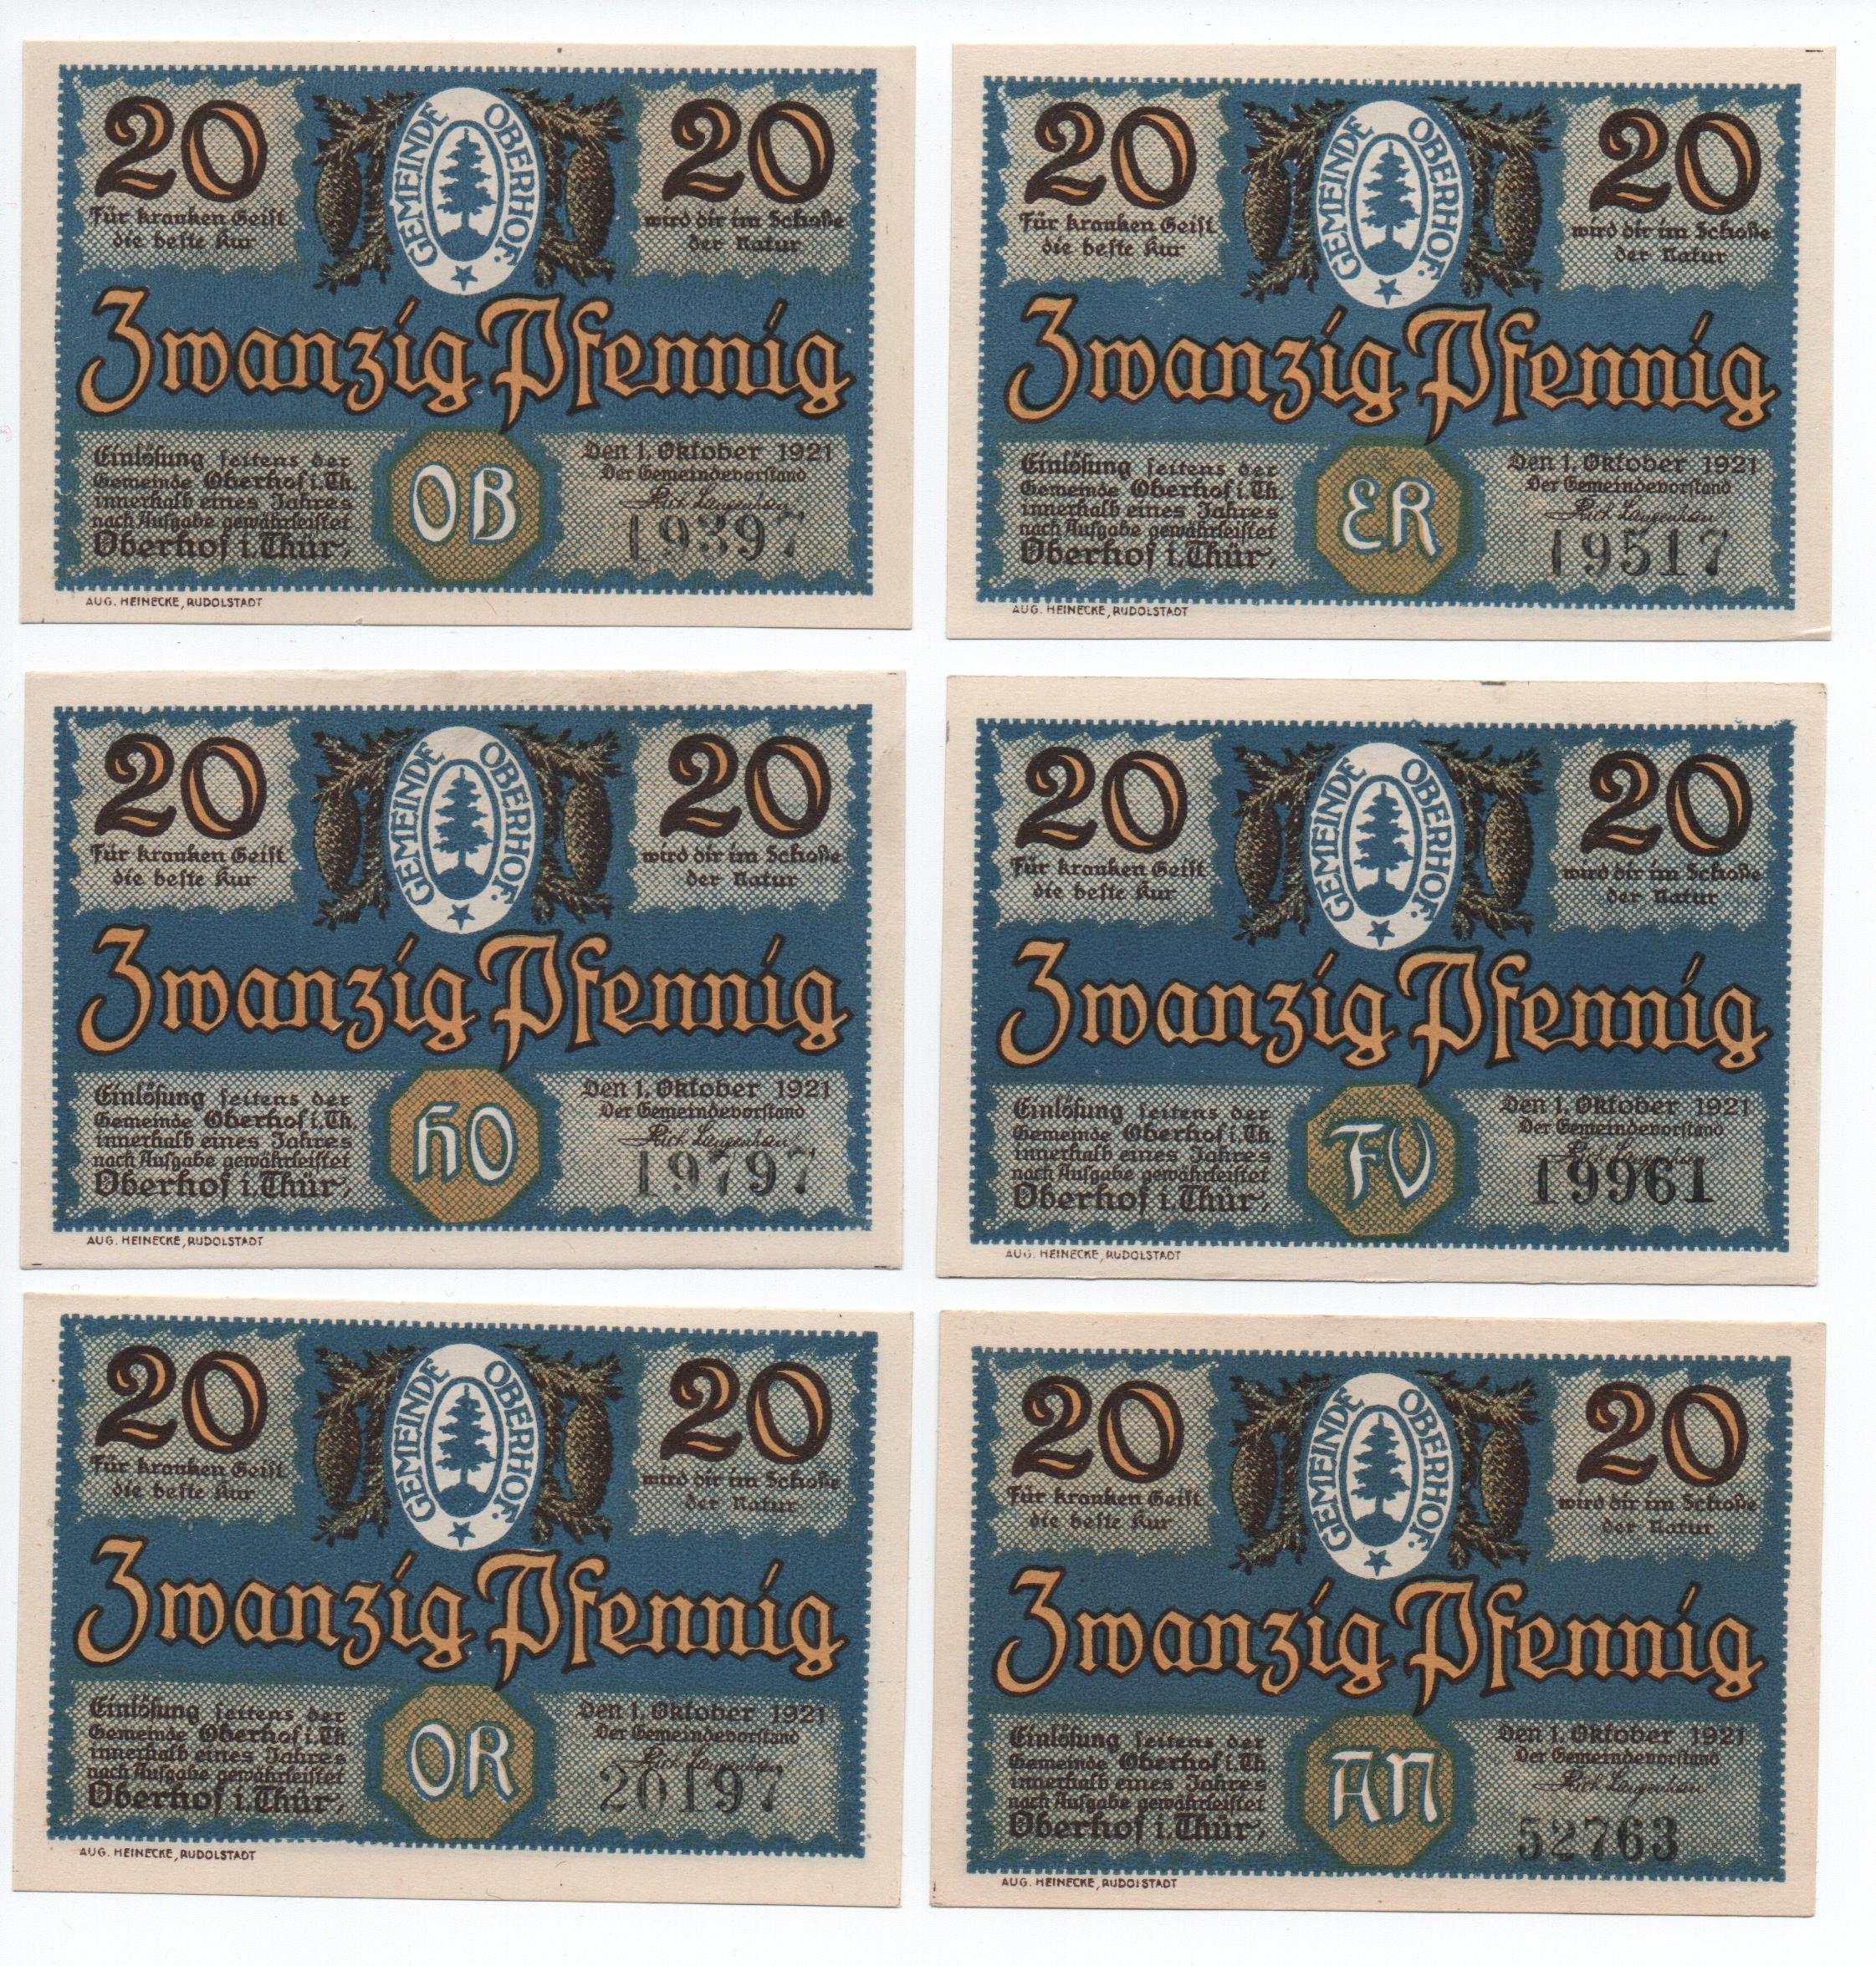 20 GEMEINDE OBERHOF. 20
Für kranken Geist
die beste Kur
wird dir im Schoße
der Natur
Zwanzig Pfennig
Einlösung seitens der
Gemeinde Oberhof i. Th.
innerhalb eines Jahres
nach Ausgabe gewährleistet
Oberhof i. Thür.,
OB
Den 1. Oktober 1921
Der Gemeindevorstand
Rich Langenhan
19397
AUG. HEINECKE, RUDOLSTADT
20 GEMEINDE OBERHOF. 20
Für kranken Geist
die beste Kur
wird dir im Schoße
der Natur
Zwanzig Pfennig
Einlösung seitens der
Gemeinde Oberhof i. Th.
innerhalb eines Jahres
nach Ausgabe gewährleistet
Oberhof i. Thür.,
ER
Den 1. Oktober 1921
Der Gemeindevorstand
Rich Langenhan
19517
AUG. HEINECKE, RUDOLSTADT
20 GEMEINDE OBERHOF. 20
Für kranken Geist
die beste Kur
wird dir im Schoße
der Natur
Zwanzig Pfennig
Einlösung seitens der
Gemeinde Oberhof i. Th.
innerhalb eines Jahres
nach Ausgabe gewährleistet
Oberhof i. Thür.,
HO
Den 1. Oktober 1921
Der Gemeindevorstand
Rich Langenhan
19797
AUG. HEINECKE, RUDOLSTADT
20 GEMEINDE OBERHOF. 20
Für kranken Geist
die beste Kur
wird dir im Schoße
der Natur
Zwanzig Pfennig
Einlösung seitens der
Gemeinde Oberhof i. Th.
innerhalb eines Jahres
nach Ausgabe gewährleistet
Oberhof i. Thür.,
FV
Den 1. Oktober 1921
Der Gemeindevorstand
Rich Langenhan
19961
AUG. HEINECKE, RUDOLSTADT
20 GEMEINDE OBERHOF. 20
Für kranken Geist
die beste Kur
wird dir im Schoße
der Natur
Zwanzig Pfennig
Einlösung seitens der
Gemeinde Oberhof i. Th.
innerhalb eines Jahres
nach Ausgabe gewährleistet
Oberhof i. Thür.,
OR
Den 1. Oktober 1921
Der Gemeindevorstand
Rich Langenhan
20197
AUG. HEINECKE, RUDOLSTADT
20 GEMEINDE OBERHOF. 20
Für kranken Geist
die beste Kur
wird dir im Schoße
der Natur
Zwanzig Pfennig
Einlösung seitens der
Gemeinde Oberhof i. Th.
innerhalb eines Jahres
nach Ausgabe gewährleistet
Oberhof i. Thür.,
AN
Den 1. Oktober 1921
Der Gemeindevorstand
Rich Langenhan
52763
AUG. HEINECKE, RUDOLSTADT